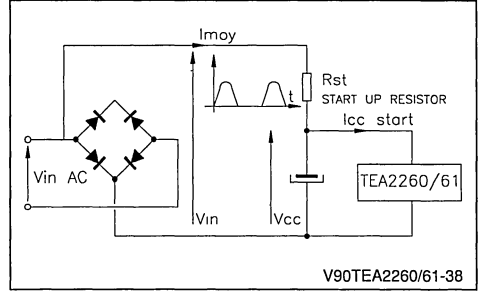 Imoy
Rst
START UP RESISTOR
t
Icc start
Vin AC
Vin
Vcc
TEA2260/61
V90TEA2260/61-38